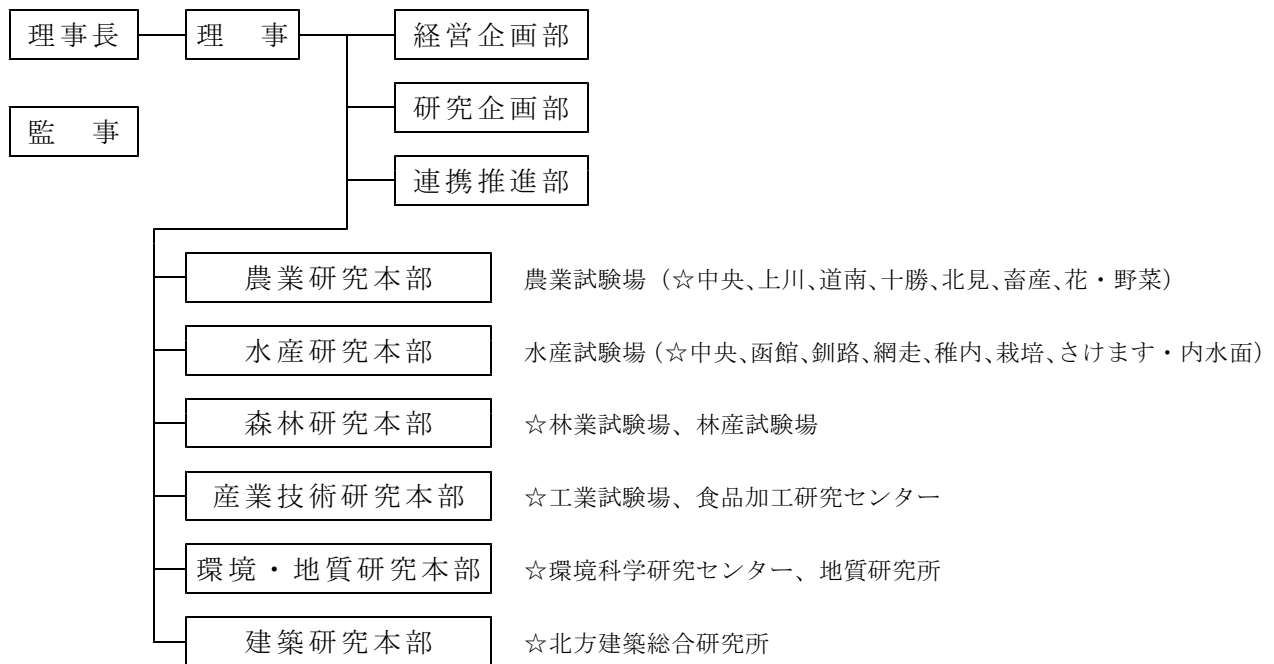 理事長 理　事 経営企画部
研究企画部
監　事
連携推進部
農業研究本部 農業試験場（☆中央、上川、道南、十勝、北見、畜産、花・野菜）
水産研究本部 水産試験場（☆中央、函館、釧路、網走、稚内、栽培、さけます・内水面）
森林研究本部 ☆林業試験場、林産試験場
産業技術研究本部 ☆工業試験場、食品加工研究センター
環境・地質研究本部 ☆環境科学研究センター、地質研究所
建築研究本部 ☆北方建築総合研究所